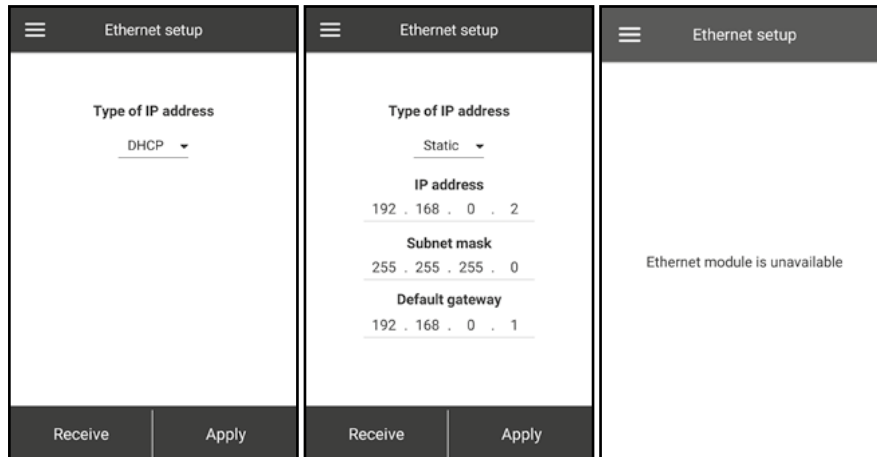 Ethernet setup
Type of IP address
DHCP
Receive Apply
Ethernet setup
Type of IP address
Static
IP address
192 . 168 . 0 . 2
Subnet mask
255 . 255 . 255 . 0
Default gateway
192 . 168 . 0 . 1
Receive Apply
Ethernet setup
Ethernet module is unavailable